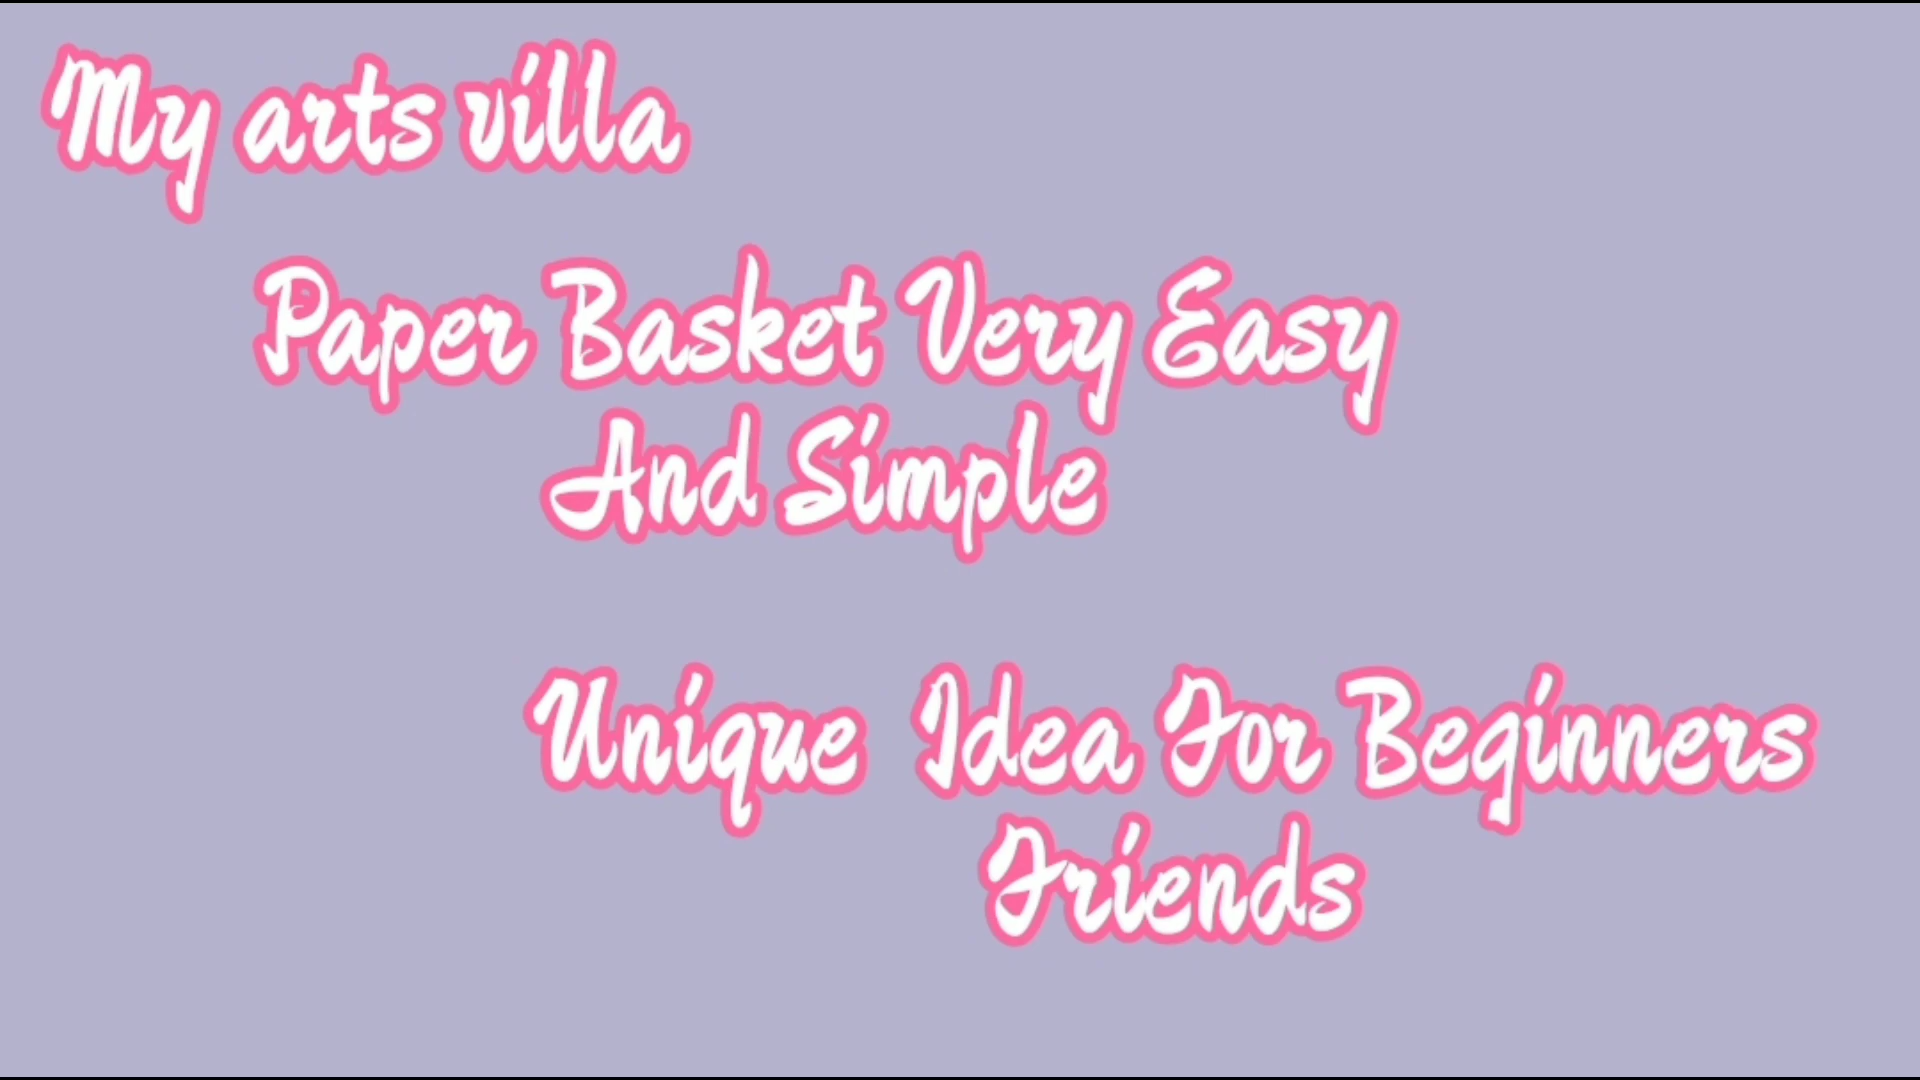 My arts villa
Paper Basket Very Easy
And Simple
Unique Idea For Beginners
Friends